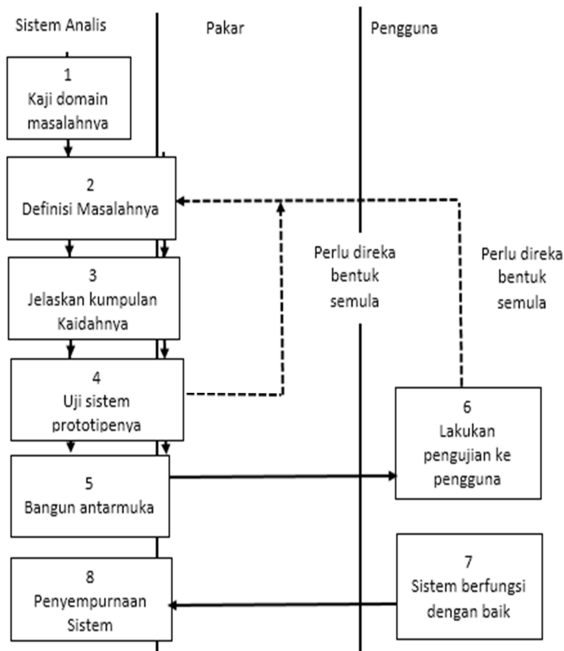 Sistem Analis
Pakar
Pengguna
1
Kaji domain
masalahnya
2
Definisi Masalahnya
3
Jelaskan kumpulan
Kaidahnya
4
Uji sistem
prototipenya
5
Bangun antarmuka
8
Penyempurnaan
Sistem
Perlu direka
bentuk
semula
Perlu direka
bentuk
semula
6
Lakukan
pengujian ke
pengguna
7
Sistem berfungsi
dengan baik